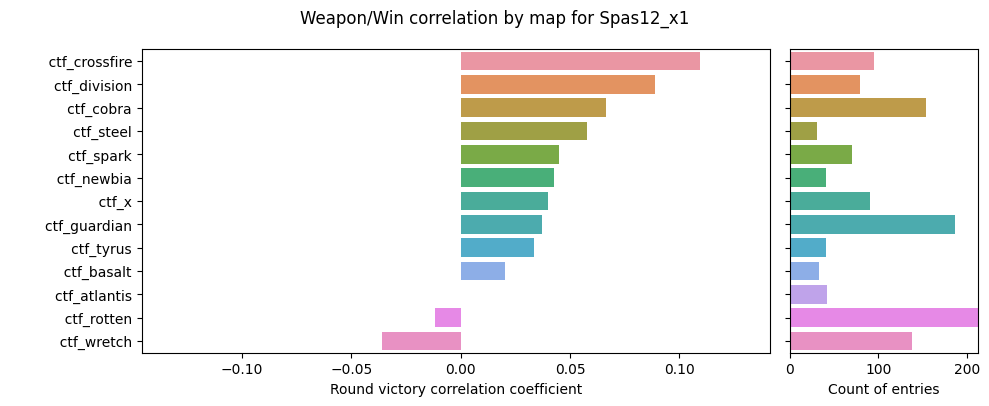 Weapon/Win correlation by map for Spas12_x1
ctf_crossfire
ctf_division
ctf_cobra
ctf_steel
ctf_spark
ctf_newbia
ctf_x
ctf_guardian
ctf_tyrus
ctf_basalt
ctf_atlantis
ctf_rotten
ctf_wretch
−0.10 −0.05 0.00 0.05 0.10
Round victory correlation coefficient
0 100 200
Count of entries